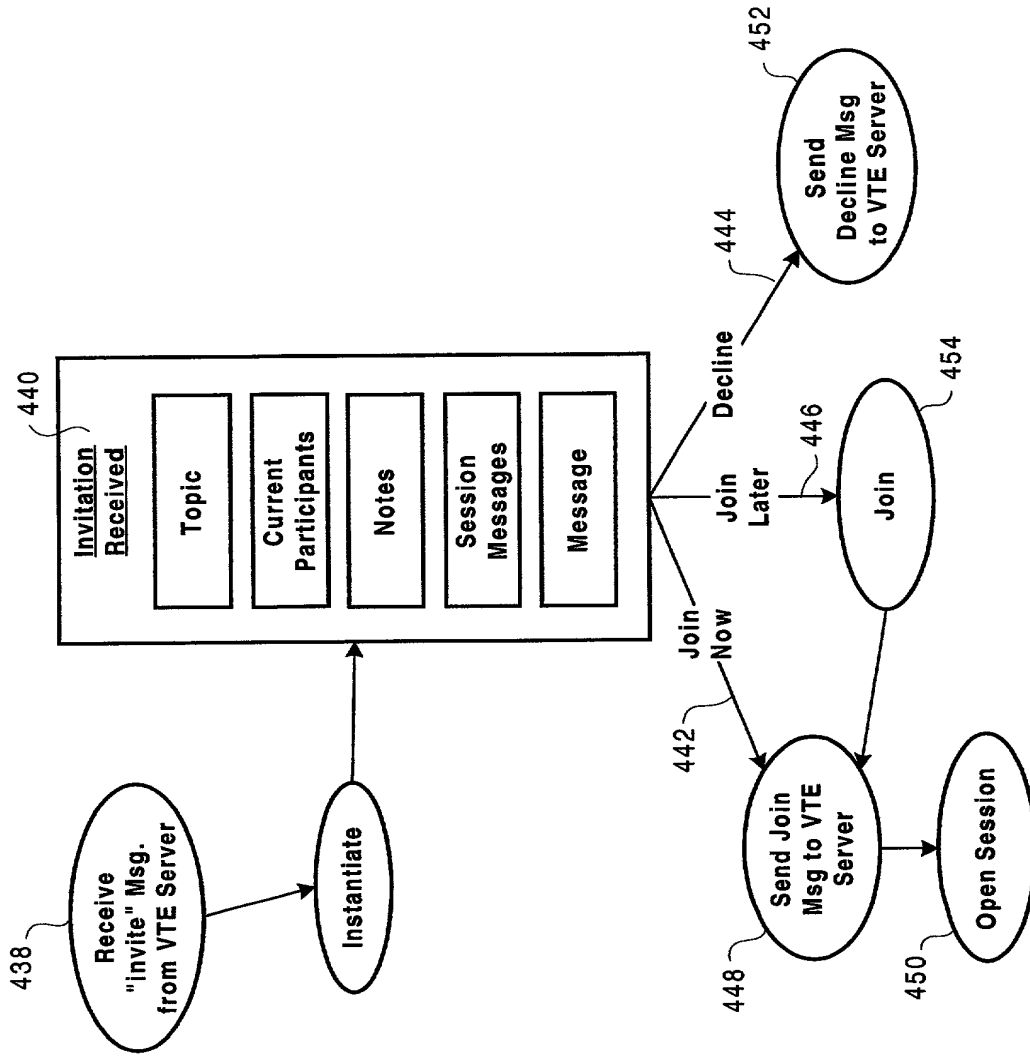 438
Receive
"invite" Msg.
from VTE Server
Instantiate
440
Invitation
Received
Topic
Current
Participants
Notes
Session
Messages
Message
Join
Now
442
Join
Later
446
Decline
444
448
Send Join
Msg to VTE
Server
450
Open Session
454
Join
452
Send
Decline Msg
to VTE Server